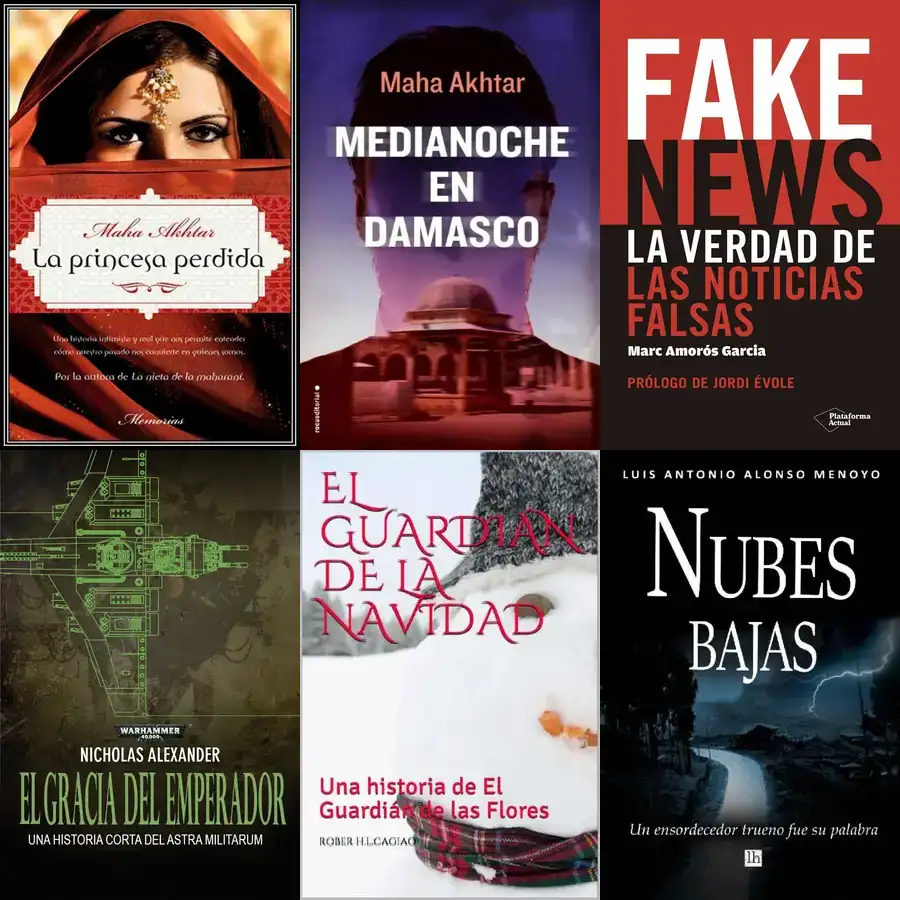 Maha Akhtar
La princesa perdida
Una historia intimista y real que nos permite entender
cómo nuestro pasado nos convierte en quienes somos.
Por la autora de La nieta de la maharaní.
Memorias
Maha Akhtar
MEDIANOCHE
EN
DAMASCO
rocaeditorial
FAKE
NEWS
LA VERDAD DE
LAS NOTICIAS
FALSAS
Marc Amorós Garcia
PRÓLOGO DE JORDI ÉVOLE
Plataforma
Actual
WARHAMMER
40,000
NICHOLAS ALEXANDER
EL GRACIA DEL EMPERADOR
UNA HISTORIA CORTA DEL ASTRA MILITARUM
EL
GUARDIÁN
DE LA
NAVIDAD
Una historia de El
Guardián de las Flores
ROBER H.L.CAGIAO
LUIS ANTONIO ALONSO MENOYO
NUBES
BAJAS
Un ensordecedor trueno fue su palabra
lh